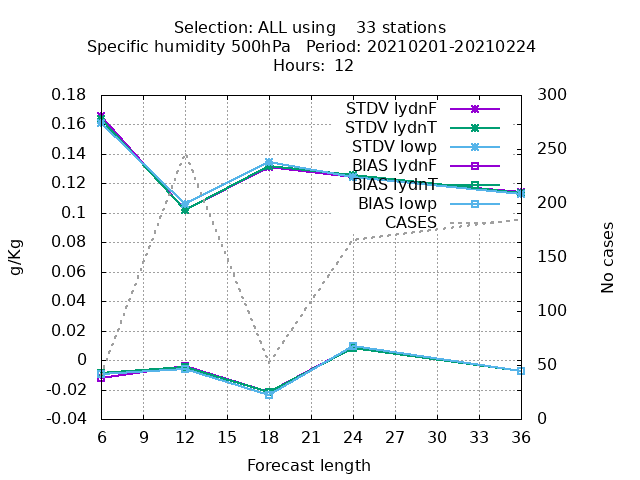 Selection: ALL using    33 stations
Specific humidity 500hPa   Period: 20210201-20210224
Hours:  12
0.18
0.16
0.14
0.12
0.1
0.08
0.06
0.04
0.02
0
-0.02
-0.04
g/Kg
STDV lydnF
STDV lydnT
STDV lowp
BIAS lydnF
BIAS lydnT
BIAS lowp
CASES
300
250
200
150
100
50
0
No cases
6 9 12 15 18 21 24 27 30 33 36
Forecast length